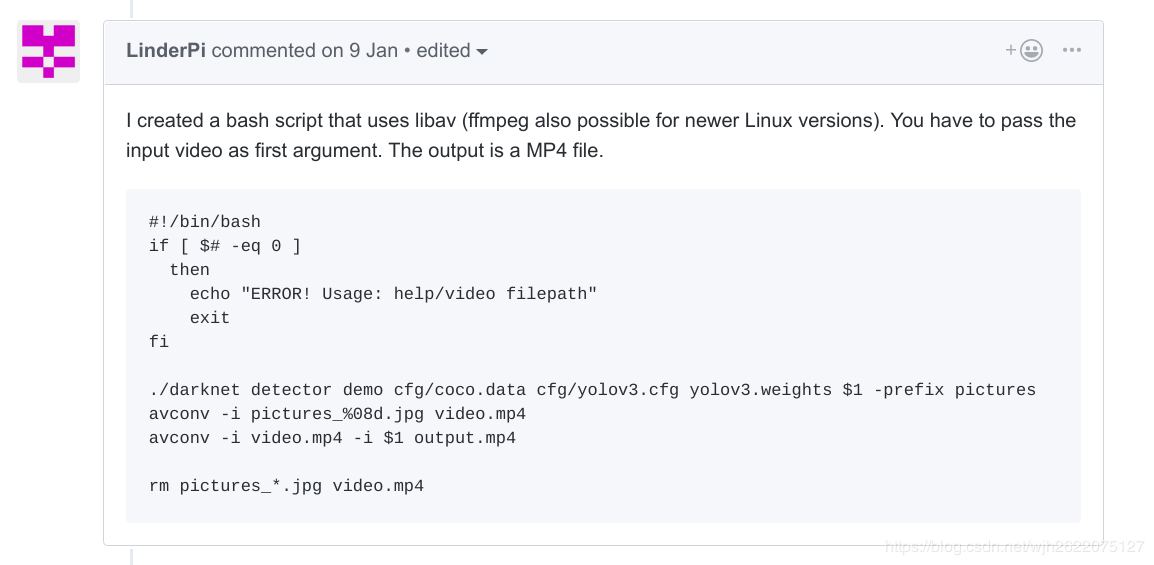 LinderPi commented on 9 Jan • edited
I created a bash script that uses libav (ffmpeg also possible for newer Linux versions). You have to pass the
input video as first argument. The output is a MP4 file.
#!/bin/bash
if [ $# -eq 0 ]
  then
    echo "ERROR! Usage: help/video filepath"
    exit
fi
./darknet detector demo cfg/coco.data cfg/yolov3.cfg yolov3.weights $1 -prefix pictures
avconv -i pictures_%08d.jpg video.mp4
avconv -i video.mp4 -i $1 output.mp4
rm pictures_*.jpg video.mp4
https://blog.csdn.net/wjh2622075127